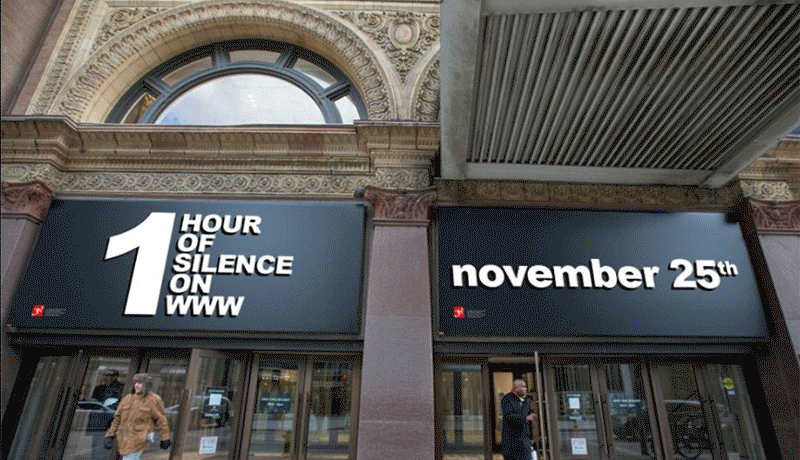 1
HOUR
OF
SILENCE
ON
WWW
november 25th